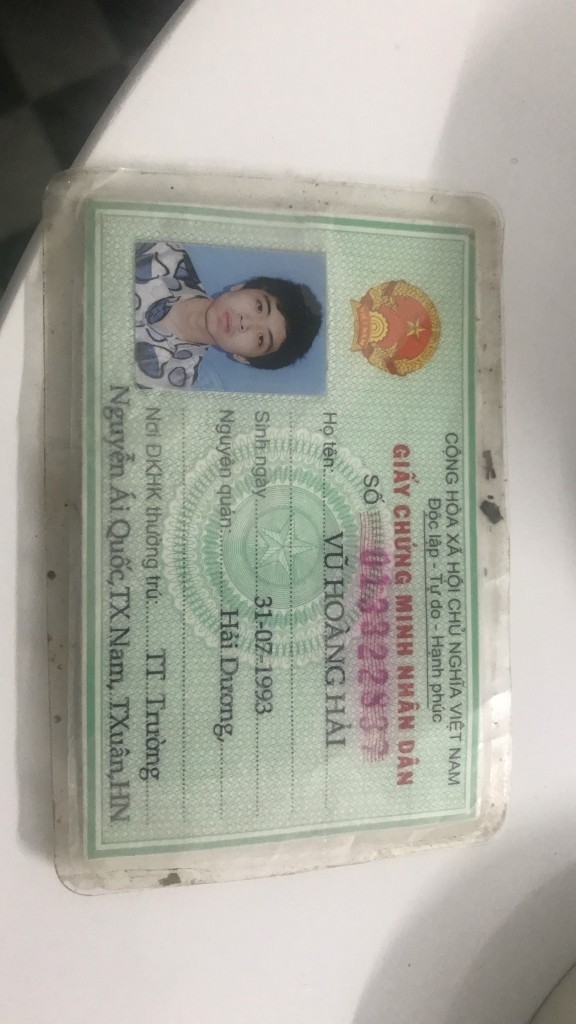 CỘNG HÒA XÃ HỘI CHỦ NGHĨA VIỆT NAM
Độc lập - Tự do - Hạnh phúc
GIẤY CHỨNG MINH NHÂN DÂN
SỐ
Họ tên: VŨ HOÀNG HẢI
Sinh ngày 31-07-1993
Nguyên quán: Hải Dương,
Nơi ĐKHK thường trú: TT Trường
Nguyễn Ái Quốc,TX.Nam, TXuân,HN